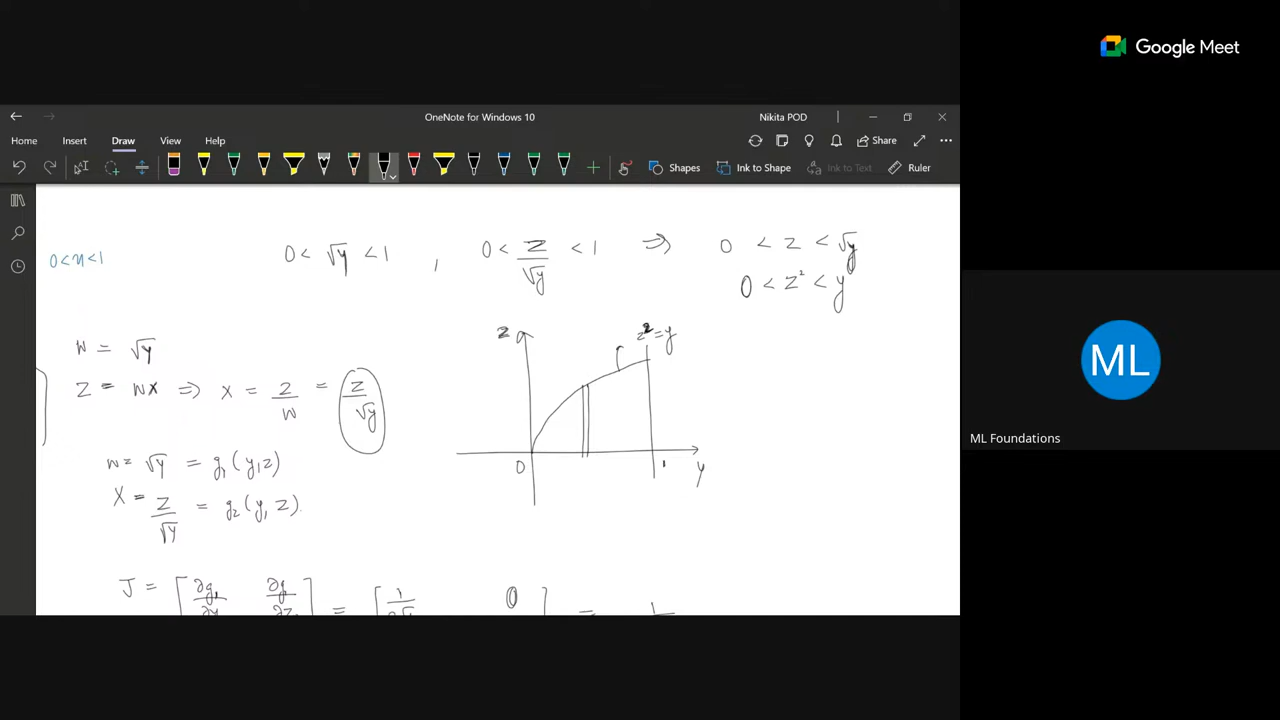 Google Meet
OneNote for Windows 10
Nikita POD
Home Insert Draw View Help
Share
Shapes Ink to Shape Ink to Text Ruler
0<x<1
0 < √y < 1 , 0 < z/√y < 1 ⇒ 0 < z < √y
0 < z² < y
W = √y
Z = WX ⇒ X = Z/W = Z/√y
z
z²=y
0
1
y
w = √y = g₁(y,z)
X = Z/√y = g₂(y,z).
J = [ ∂g₁/∂y
0
ML
ML Foundations